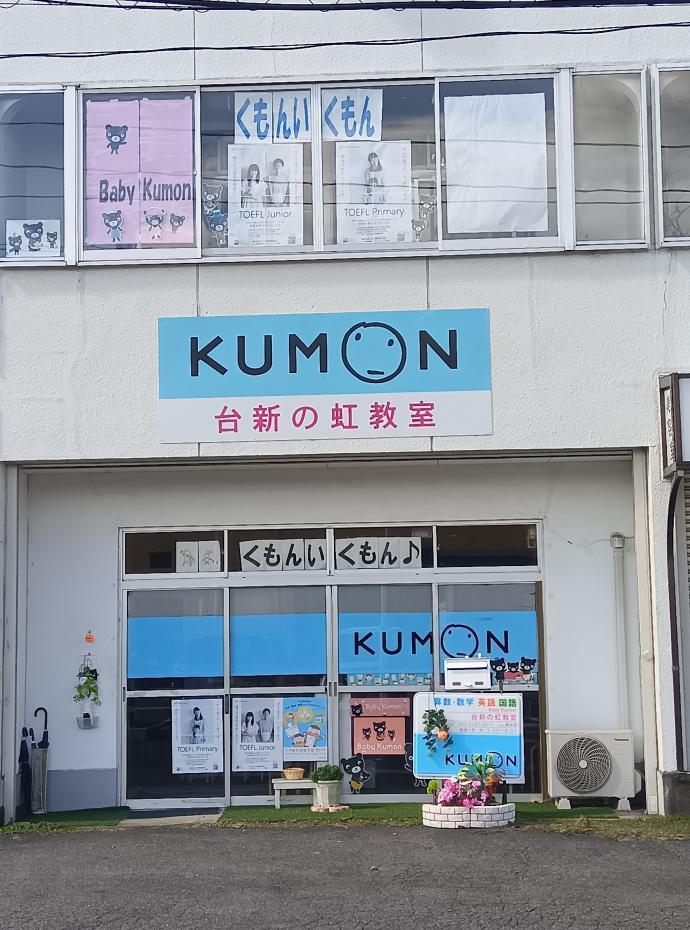 くもんい くもん
Baby Kumon
TOEFL Junior
TOEFL Primary
KUMON
台新の虹教室
くもんい くもん♪
KUMON
TOEFL Primary
TOEFL Junior
Baby Kumon
Baby Kumon
算数・数学 英語 国語
Baby Kumon
台新の虹教室
KUMON